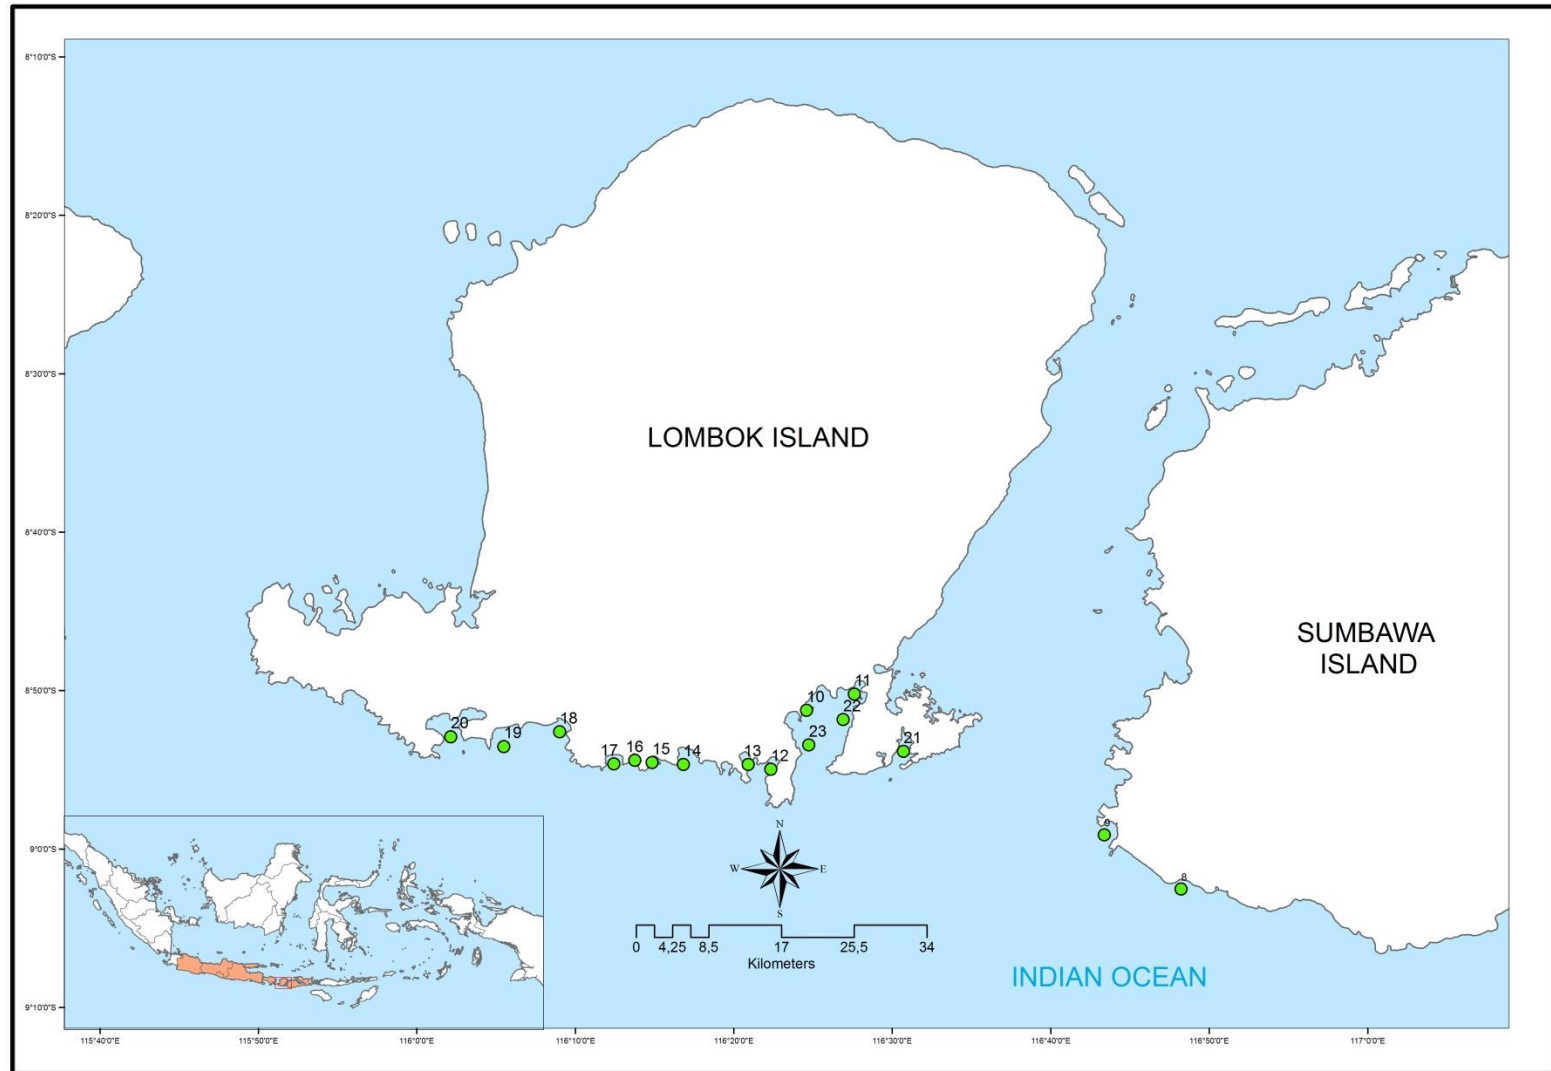 8°10'0"S
8°20'0"S
8°30'0"S
LOMBOK ISLAND
8°40'0"S
SUMBAWA
ISLAND
8°50'0"S
11
10
22
20
18
23
19
21
17 16 15 14 13 12
9
9°0'0"S
N
W E
S
8
0 4,25 8,5 17 25,5 34
Kilometers
INDIAN OCEAN
9°10'0"S
115°40'0"E 115°50'0"E 116°0'0"E 116°10'0"E 116°20'0"E 116°30'0"E 116°40'0"E 116°50'0"E 117°0'0"E